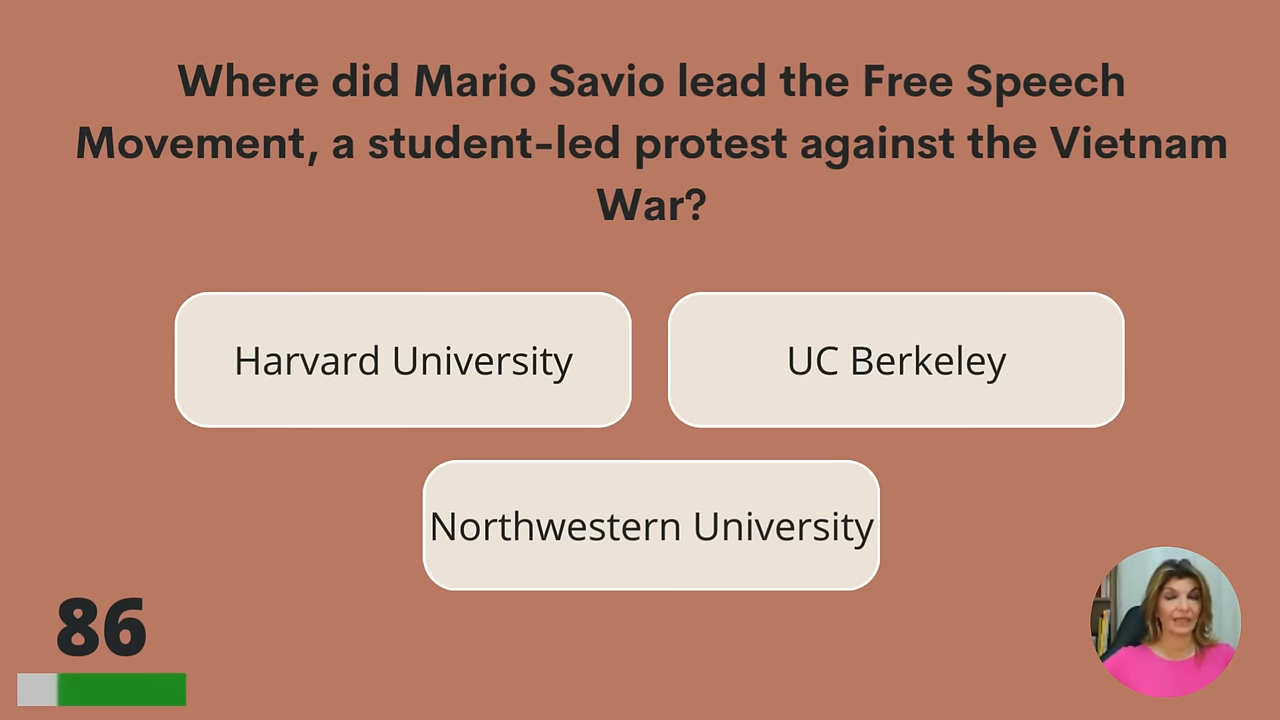 Where did Mario Savio lead the Free Speech
Movement, a student-led protest against the Vietnam
War?
Harvard University
UC Berkeley
Northwestern University
86